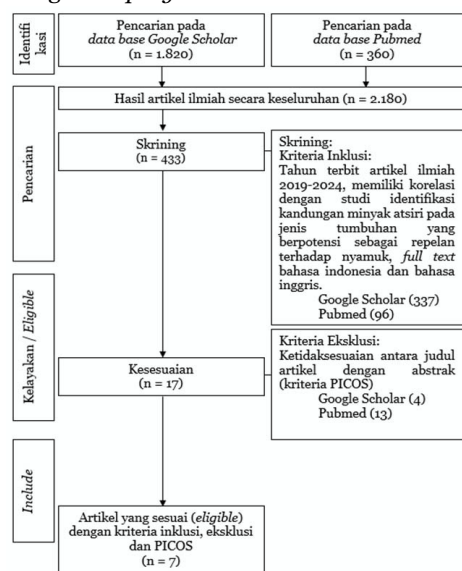 Identifi
kasi
Pencarian pada
data base Google Scholar
(n = 1.820)
Pencarian pada
data base Pubmed
(n = 360)
Pencarian
Hasil artikel ilmiah secara keseluruhan (n = 2.180)
Skrining
(n = 433)
Skrining:
Kriteria Inklusi:
Tahun terbit artikel ilmiah
2019-2024, memiliki korelasi
dengan studi identifikasi
kandungan minyak atsiri pada
jenis tumbuhan yang
berpotensi sebagai repelan
terhadap nyamuk, full text
bahasa indonesia dan bahasa
inggris.
Google Scholar (337)
Pubmed (96)
Kelayakan / Eligible
Kesesuaian
(n = 17)
Kriteria Eksklusi:
Ketidaksesuaian antara judul
artikel dengan abstrak
(kriteria PICOS)
Google Scholar (4)
Pubmed (13)
Include
Artikel yang sesuai (eligible)
dengan kriteria inklusi, eksklusi
dan PICOS
(n = 7)